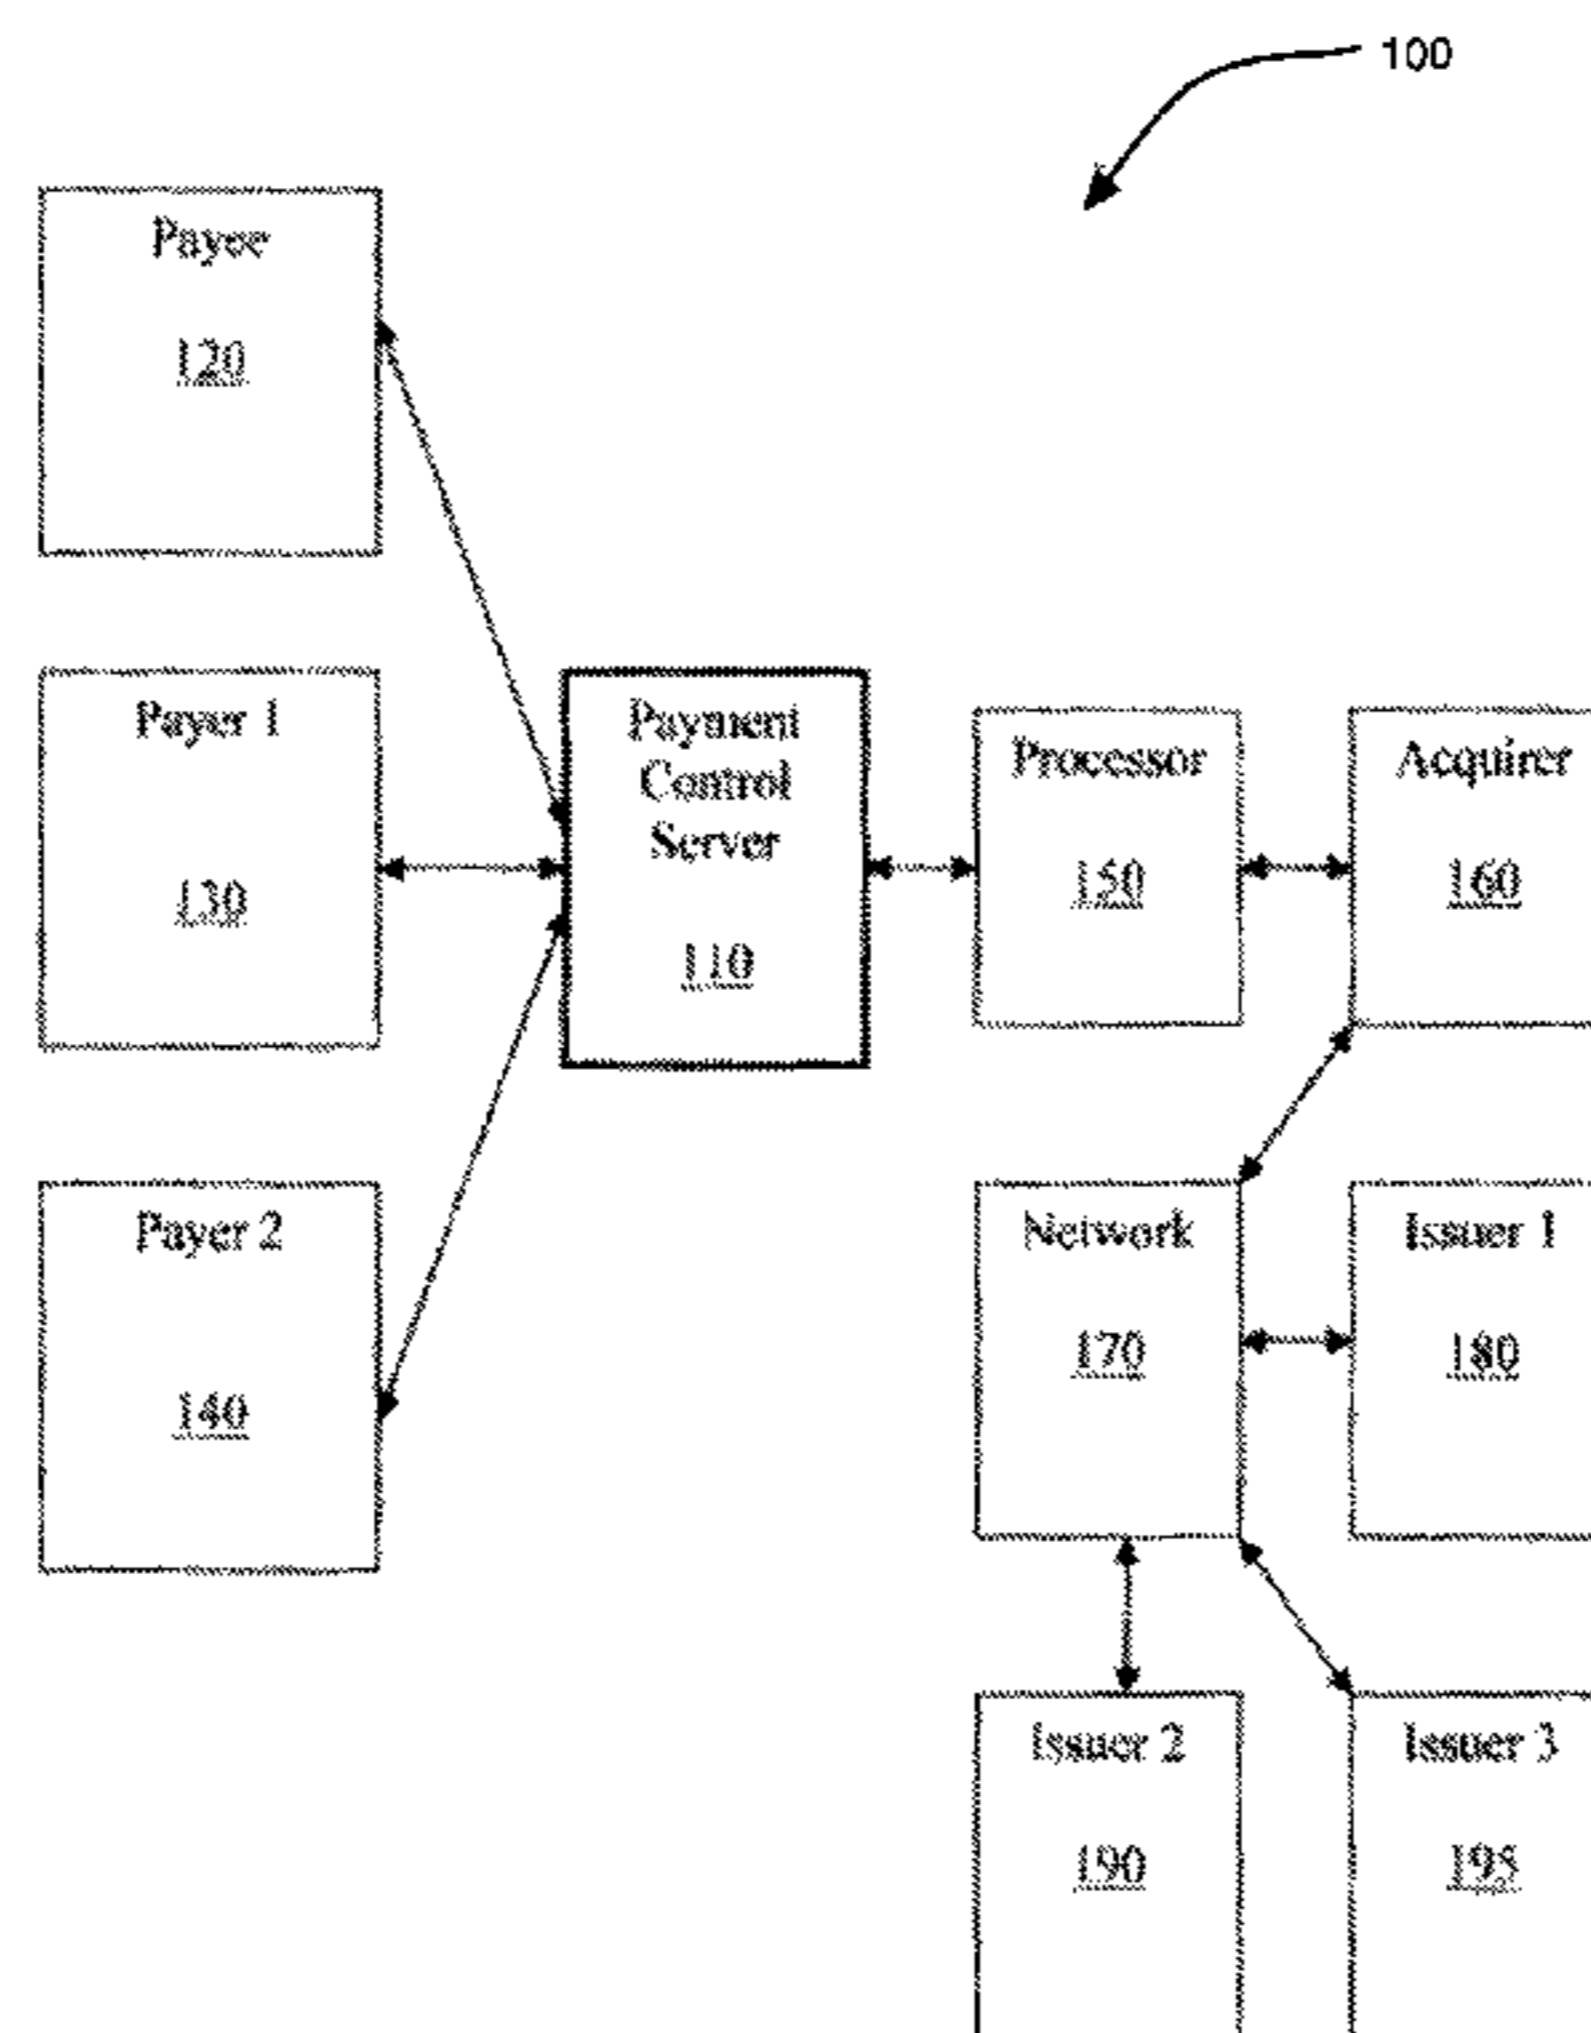 100
Payee
120
Payer 1
130
Payment
Control
Server
110
Processor
150
Acquirer
160
Payer 2
140
Network
170
Issuer 1
180
Issuer 2
190
Issuer 3
195